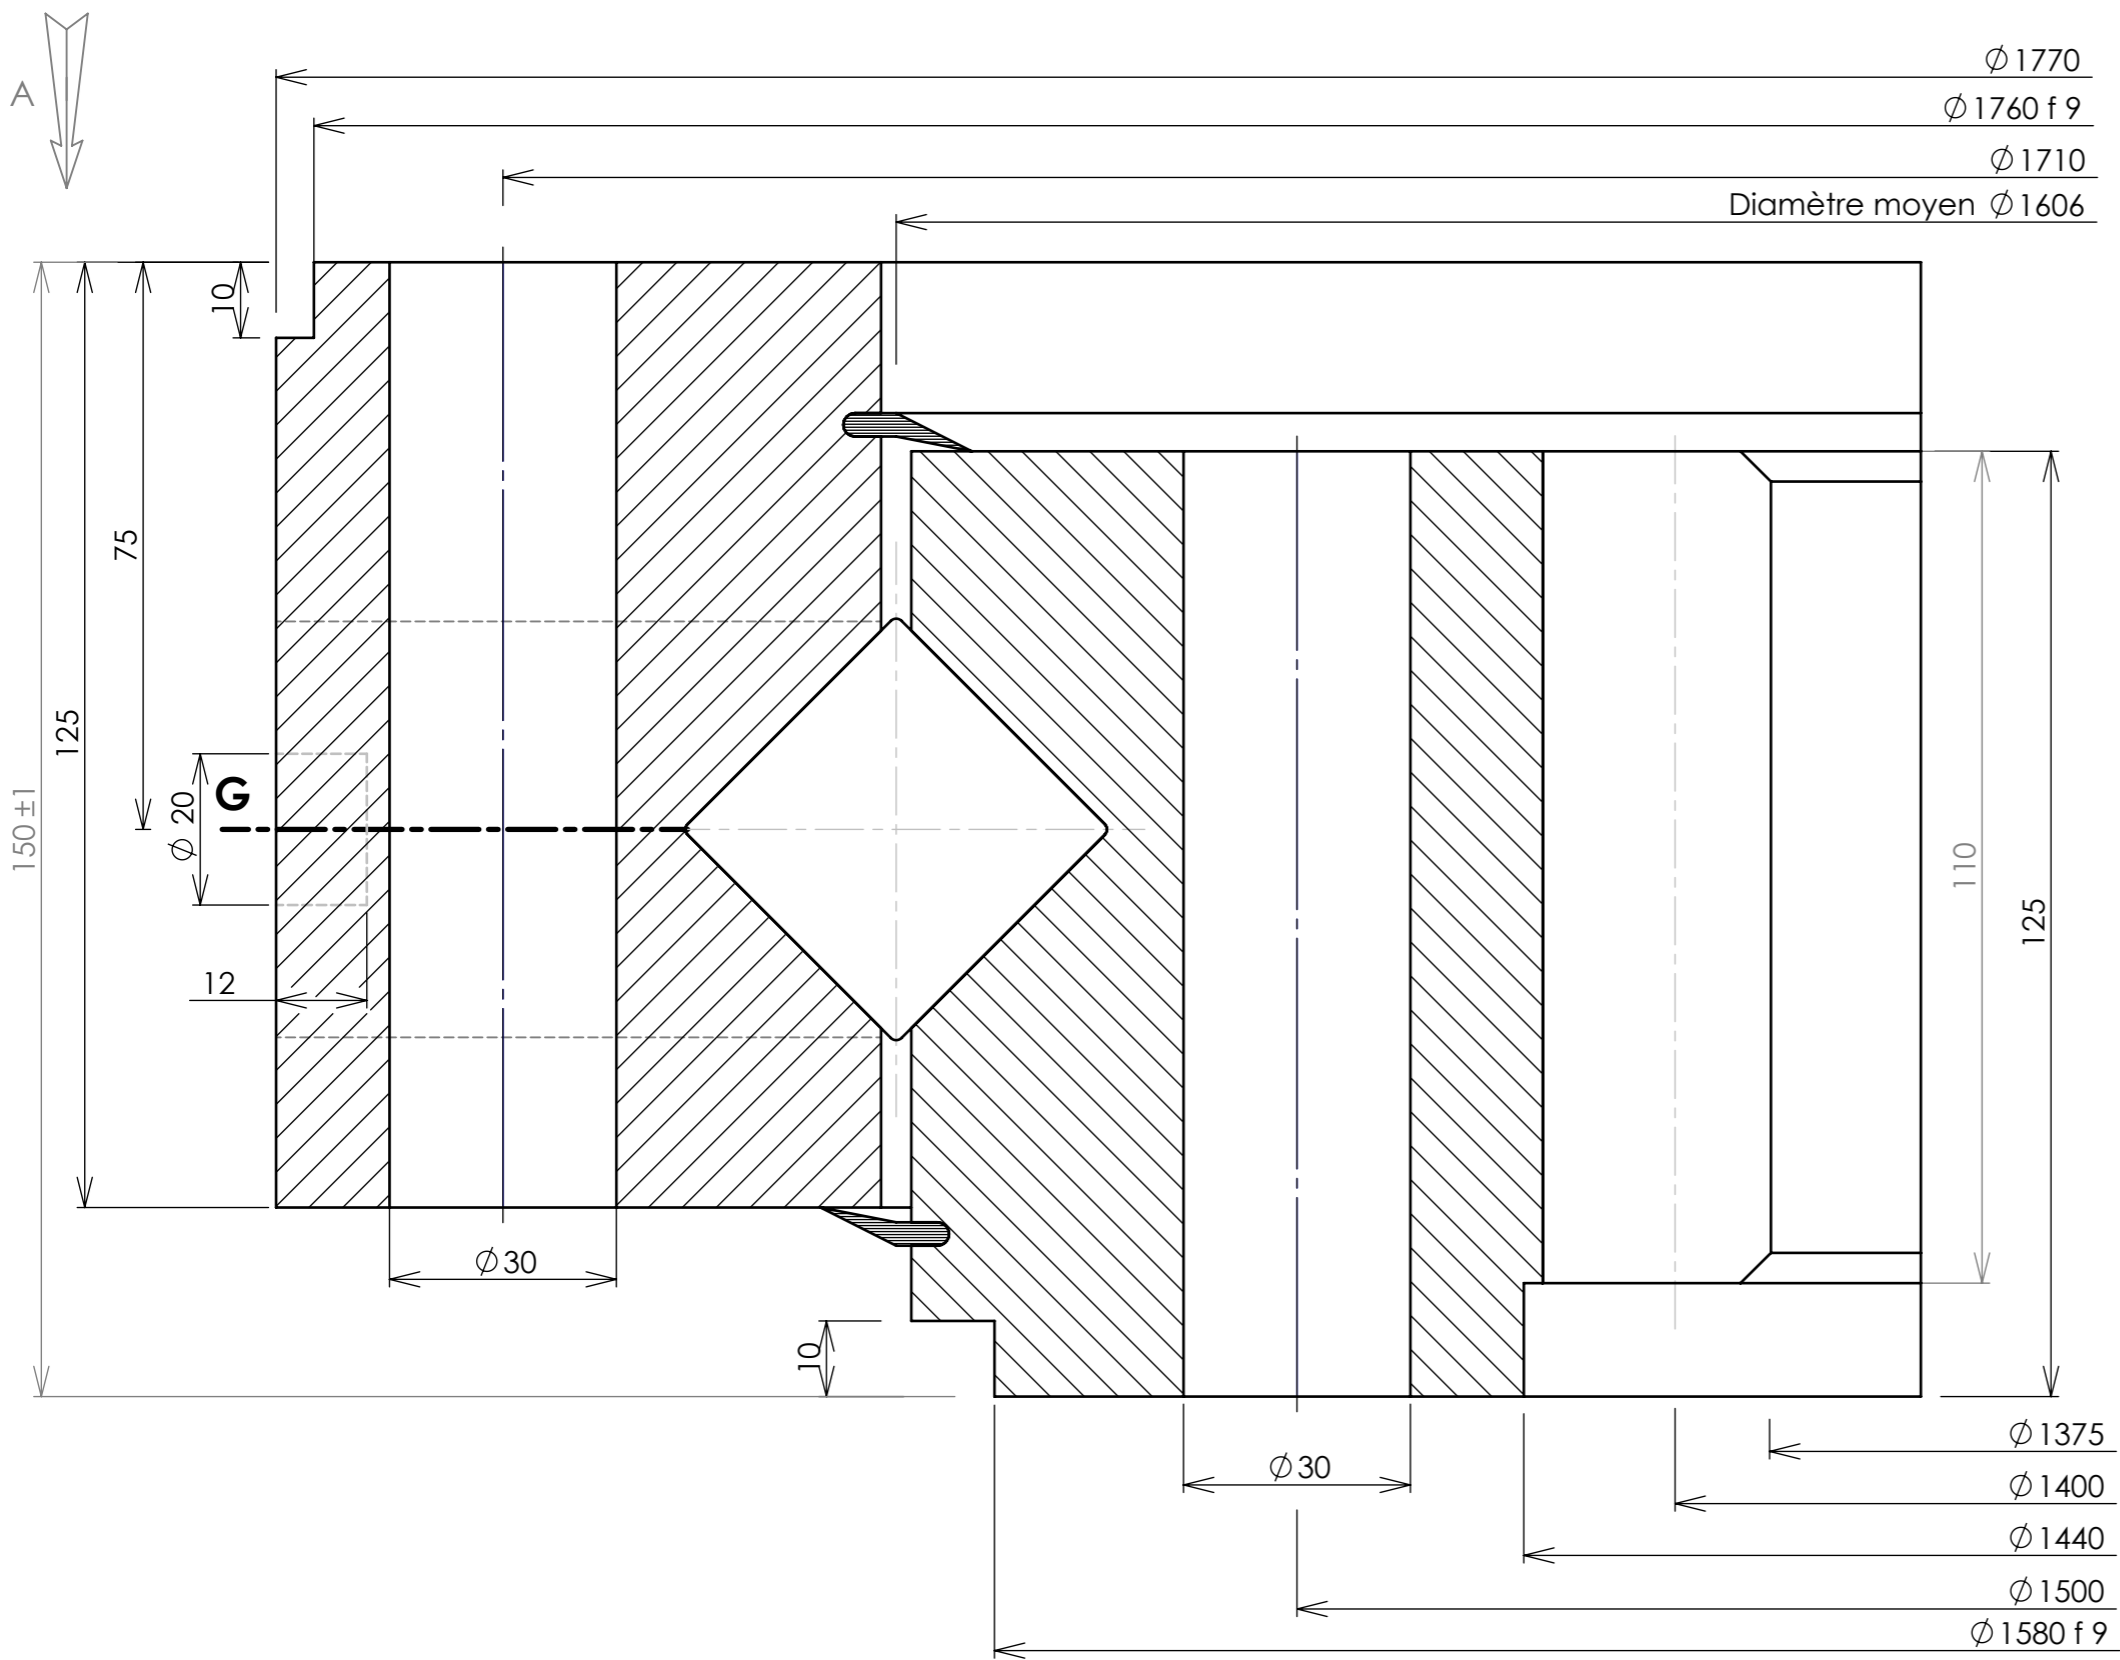 A
Ø 1770
Ø 1760 f 9
Ø 1710
Diamètre moyen Ø 1606
10
75
125
150 ±1
Ø 20
G
12
110
125
Ø 30
10
Ø 30
Ø 1375
Ø 1400
Ø 1440
Ø 1500
Ø 1580 f 9